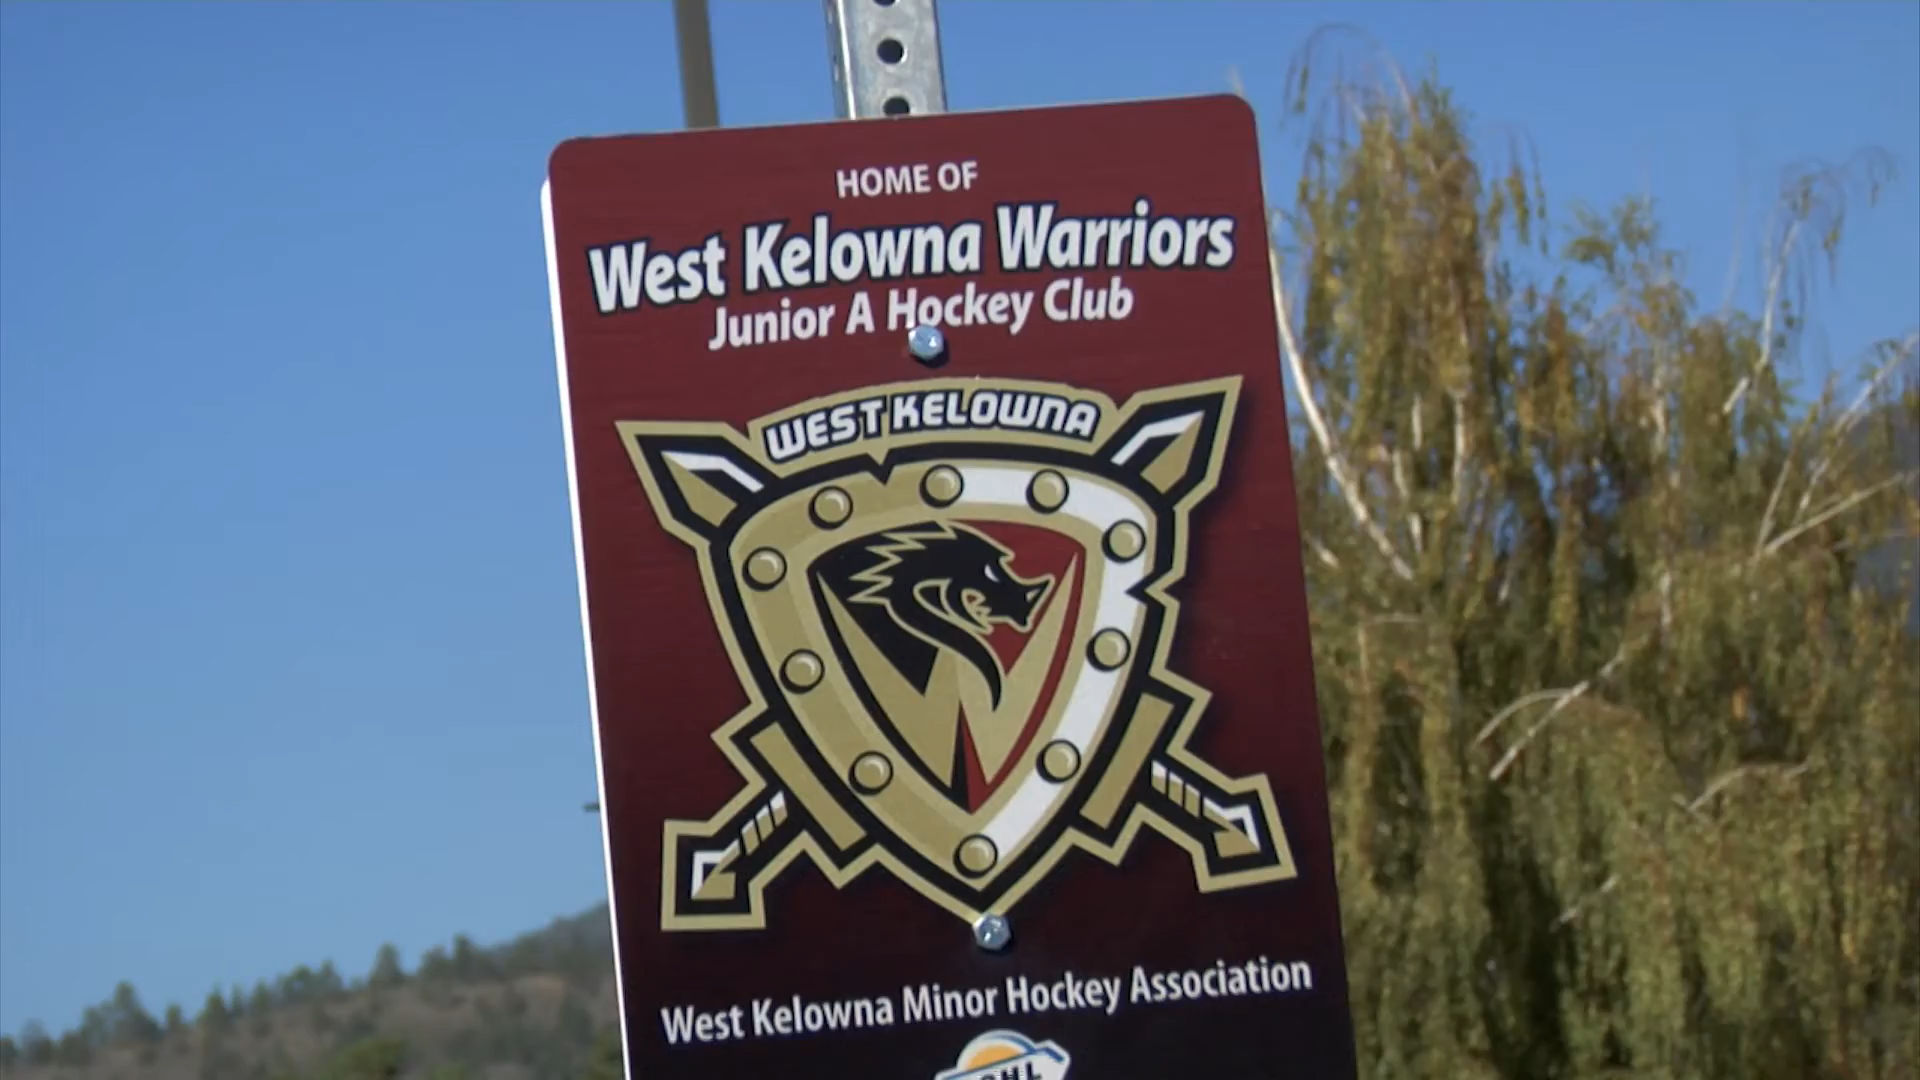 HOME OF
West Kelowna Warriors
Junior A Hockey Club
WEST KELOWNA
West Kelowna Minor Hockey Association